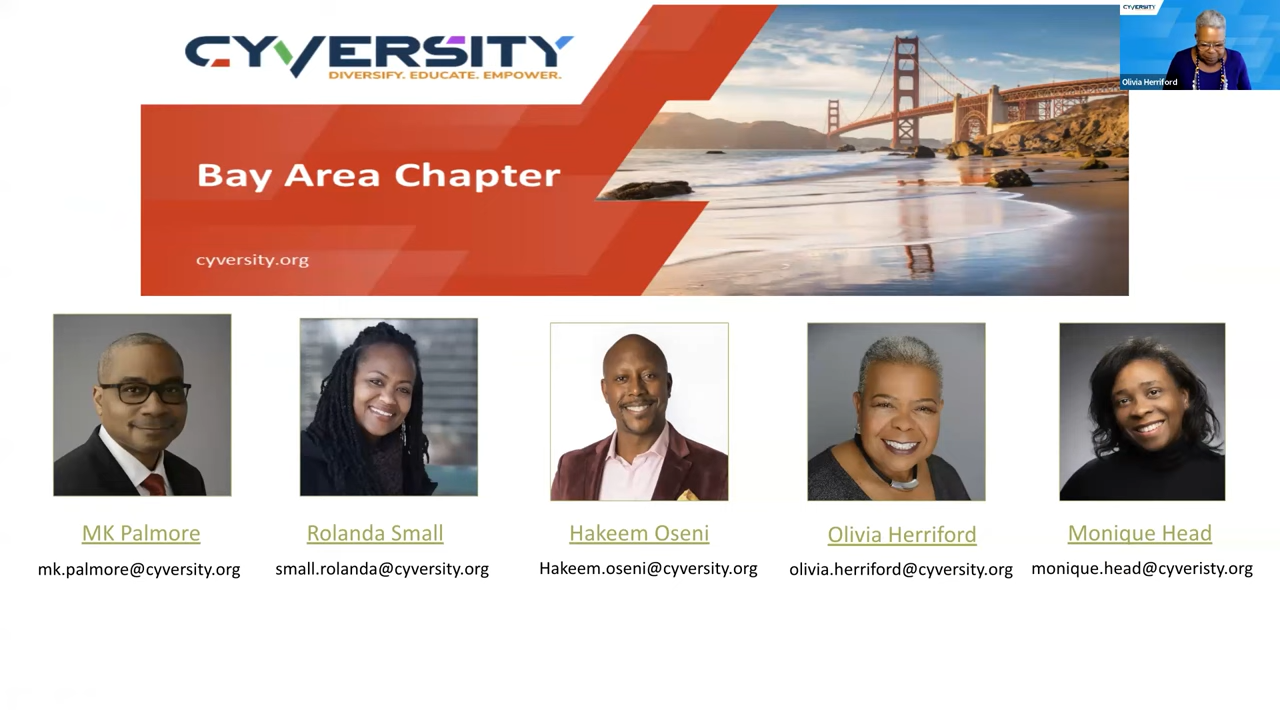 CYVERSITY
DIVERSIFY. EDUCATE. EMPOWER.
CYVERSITY
Olivia Herriford
Bay Area Chapter
cyversity.org
MK Palmore
Rolanda Small
Hakeem Oseni
Olivia Herriford
Monique Head
mk.palmore@cyversity.org
small.rolanda@cyversity.org
Hakeem.oseni@cyversity.org
olivia.herriford@cyversity.org
monique.head@cyveristy.org